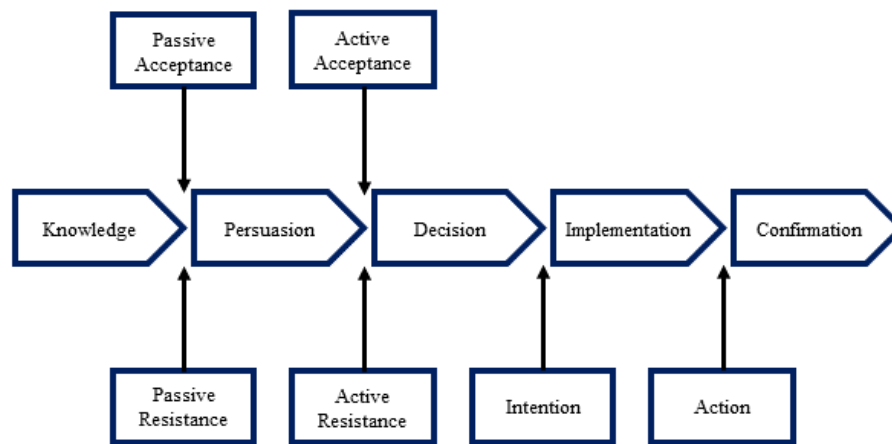 Passive
Acceptance
Active
Acceptance
Knowledge
Persuasion
Decision
Implementation
Confirmation
Passive
Resistance
Active
Resistance
Intention
Action